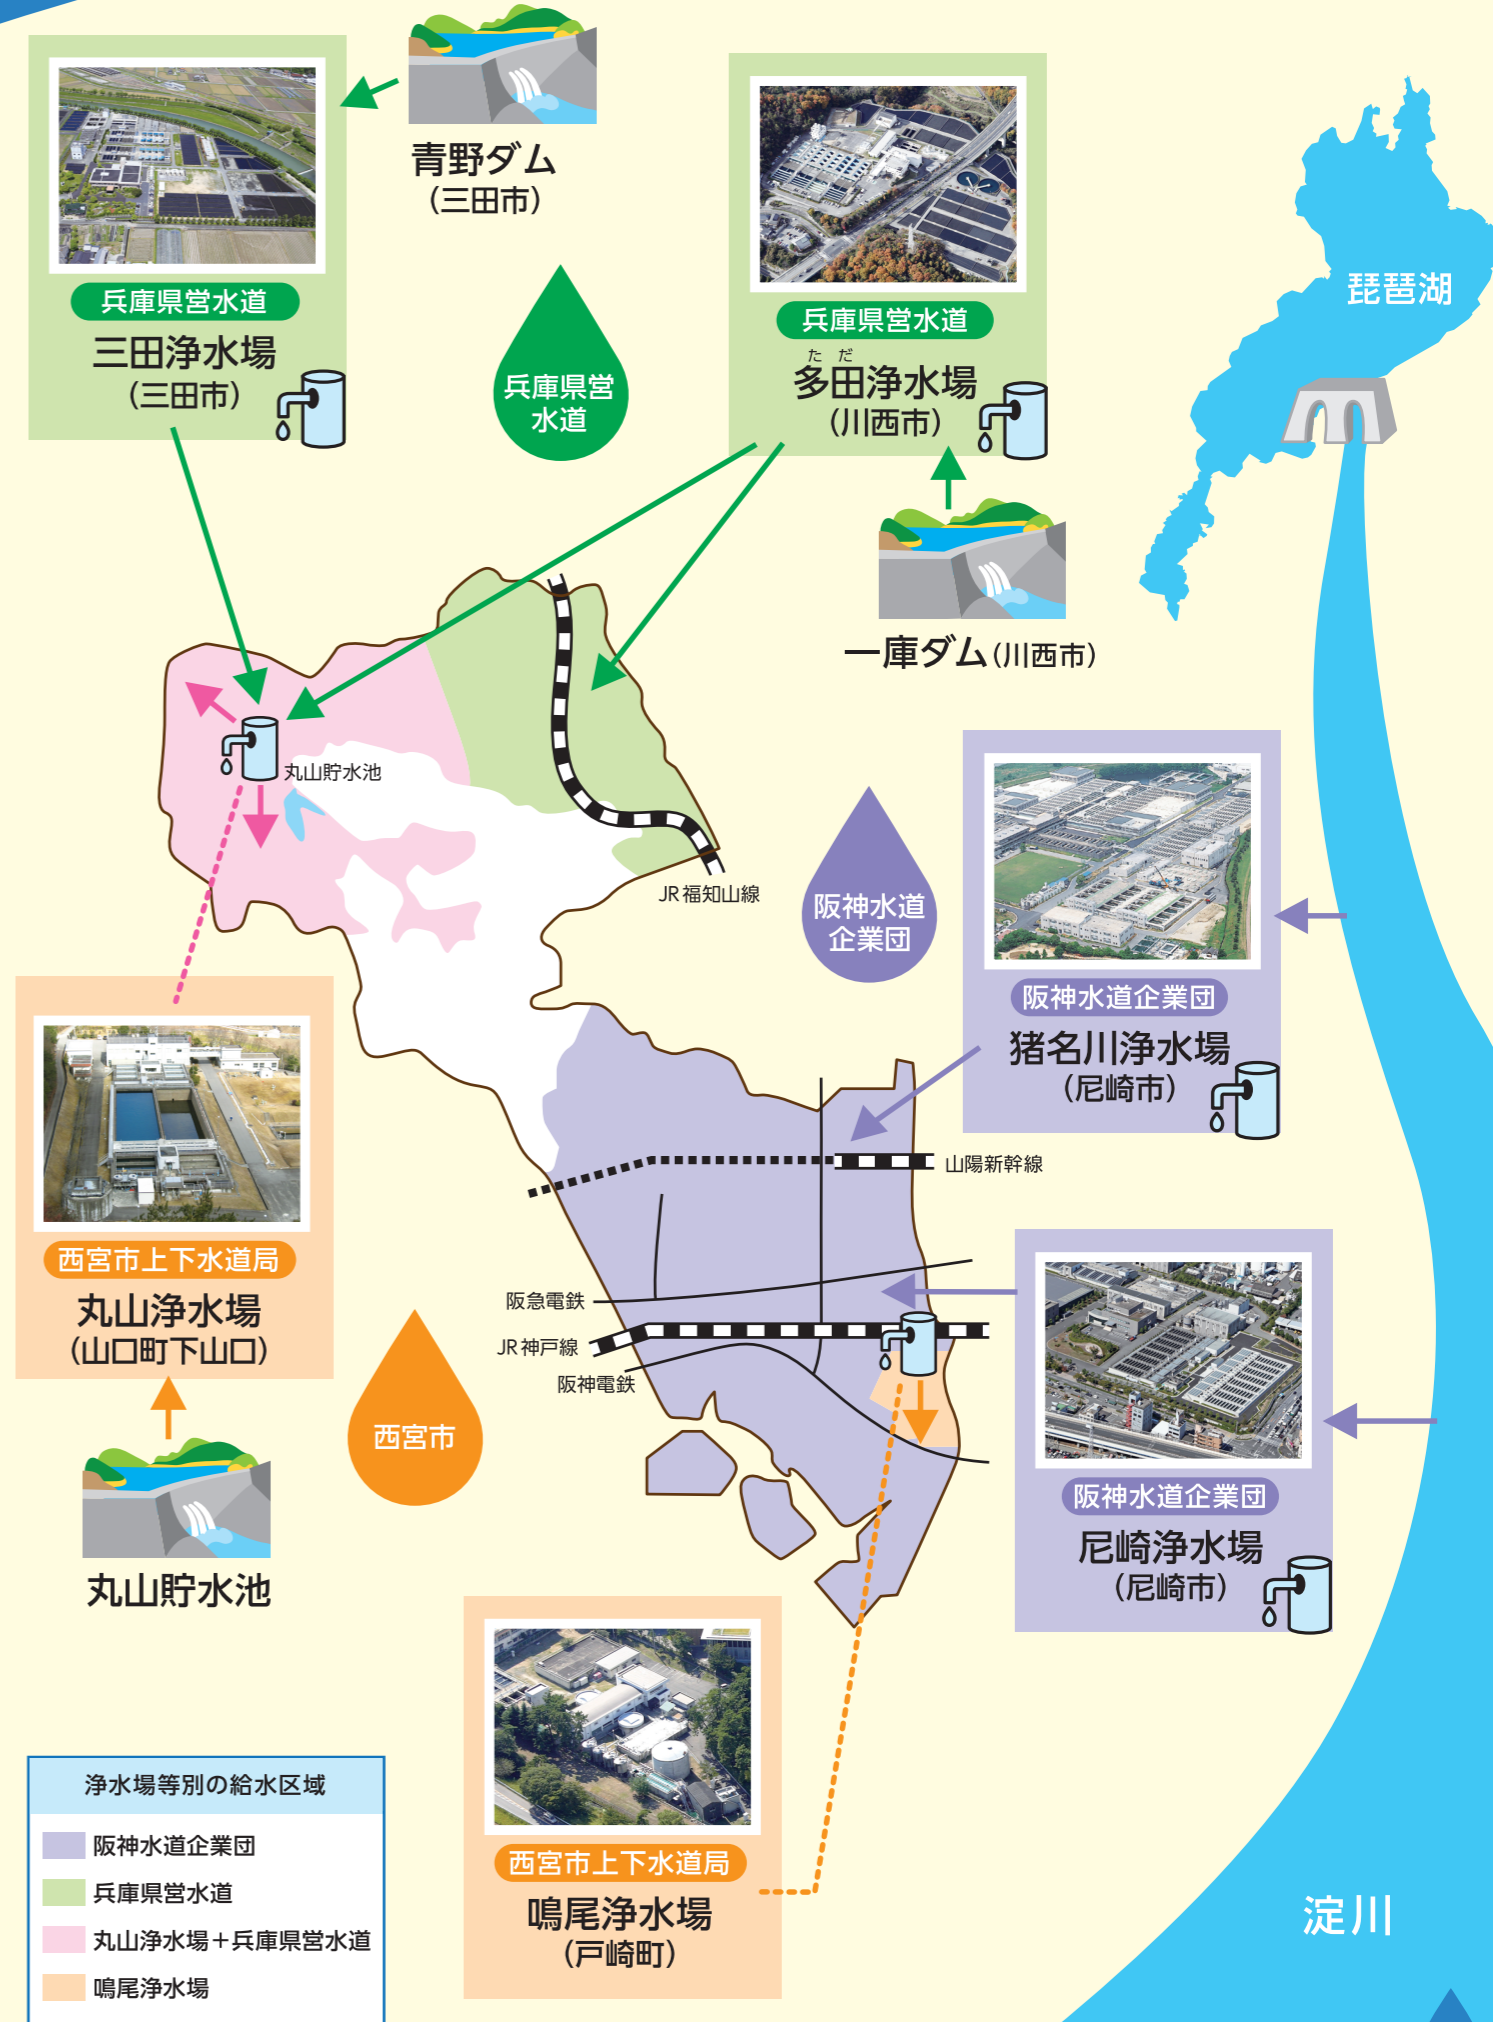 青野ダム
（三田市）
兵庫県営水道
三田浄水場
（三田市）
兵庫県営
水道
兵庫県営水道
ただ
多田浄水場
（川西市）
琵琶湖
一庫ダム（川西市）
丸山貯水池
JR福知山線
阪神水道
企業団
阪神水道企業団
猪名川浄水場
（尼崎市）
山陽新幹線
西宮市上下水道局
丸山浄水場
（山口町下山口）
丸山貯水池
西宮市
阪急電鉄
JR神戸線
阪神電鉄
阪神水道企業団
尼崎浄水場
（尼崎市）
西宮市上下水道局
鳴尾浄水場
（戸崎町）
淀川
浄水場等別の給水区域
阪神水道企業団
兵庫県営水道
丸山浄水場＋兵庫県営水道
鳴尾浄水場